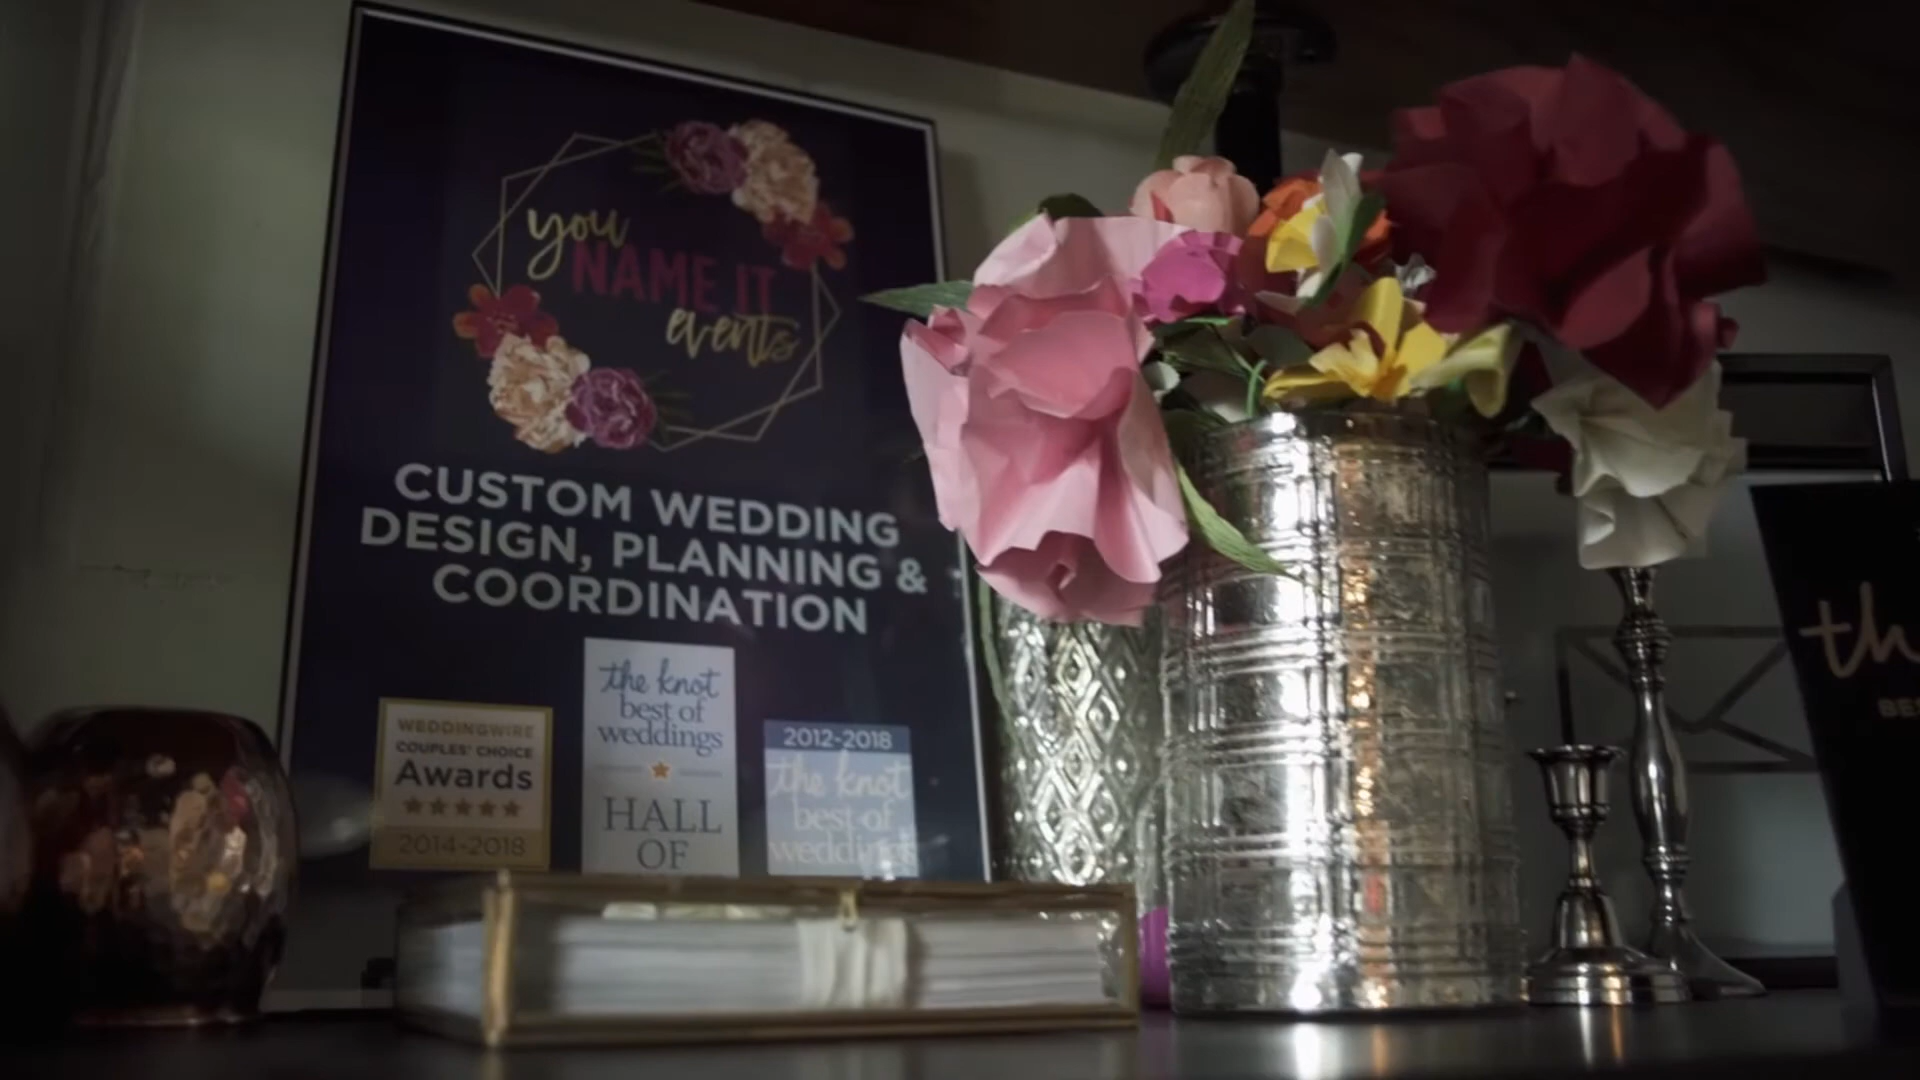 you
NAME IT
events
CUSTOM WEDDING
DESIGN, PLANNING &
COORDINATION
WEDDINGWIRE
COUPLES' CHOICE
Awards
2014-2018
the knot
best of
weddings
HALL
OF
2012-2018
the knot
best of
weddings